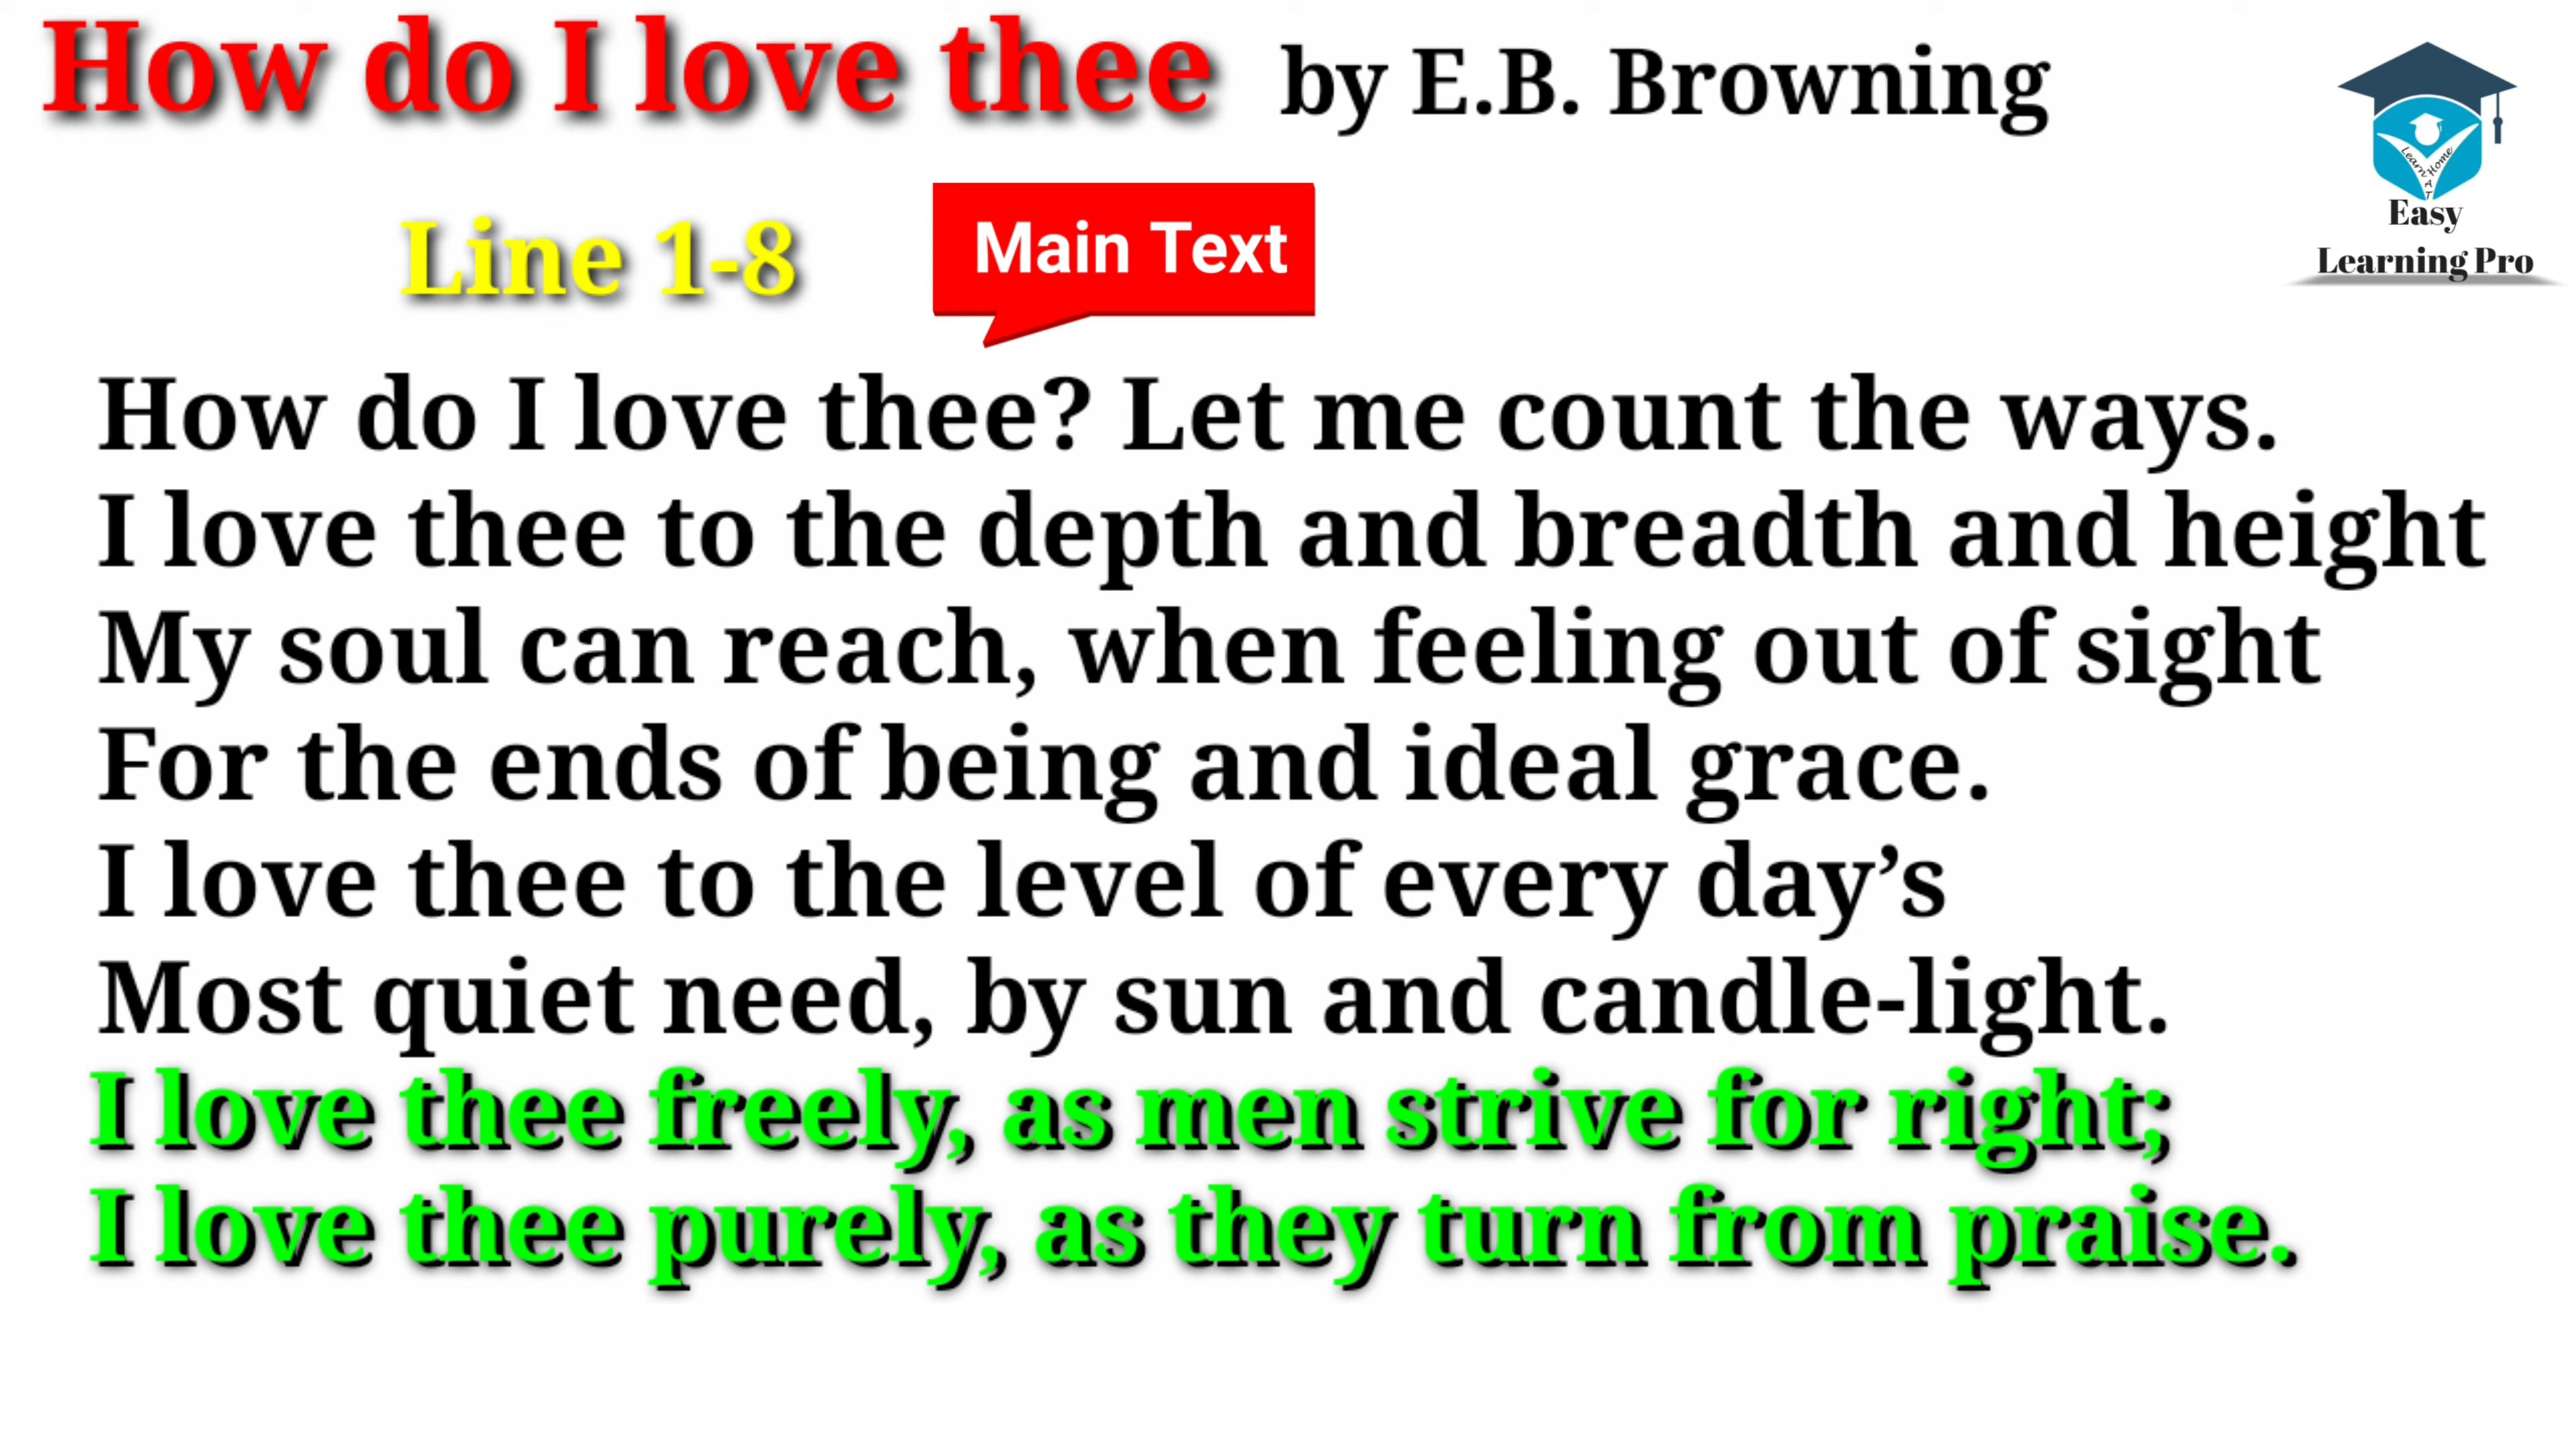 How do I love thee by E.B. Browning
Easy
Learning Pro
Line 1-8
Main Text
How do I love thee? Let me count the ways.
I love thee to the depth and breadth and height
My soul can reach, when feeling out of sight
For the ends of being and ideal grace.
I love thee to the level of every day’s
Most quiet need, by sun and candle-light.
I love thee freely, as men strive for right;
I love thee purely, as they turn from praise.